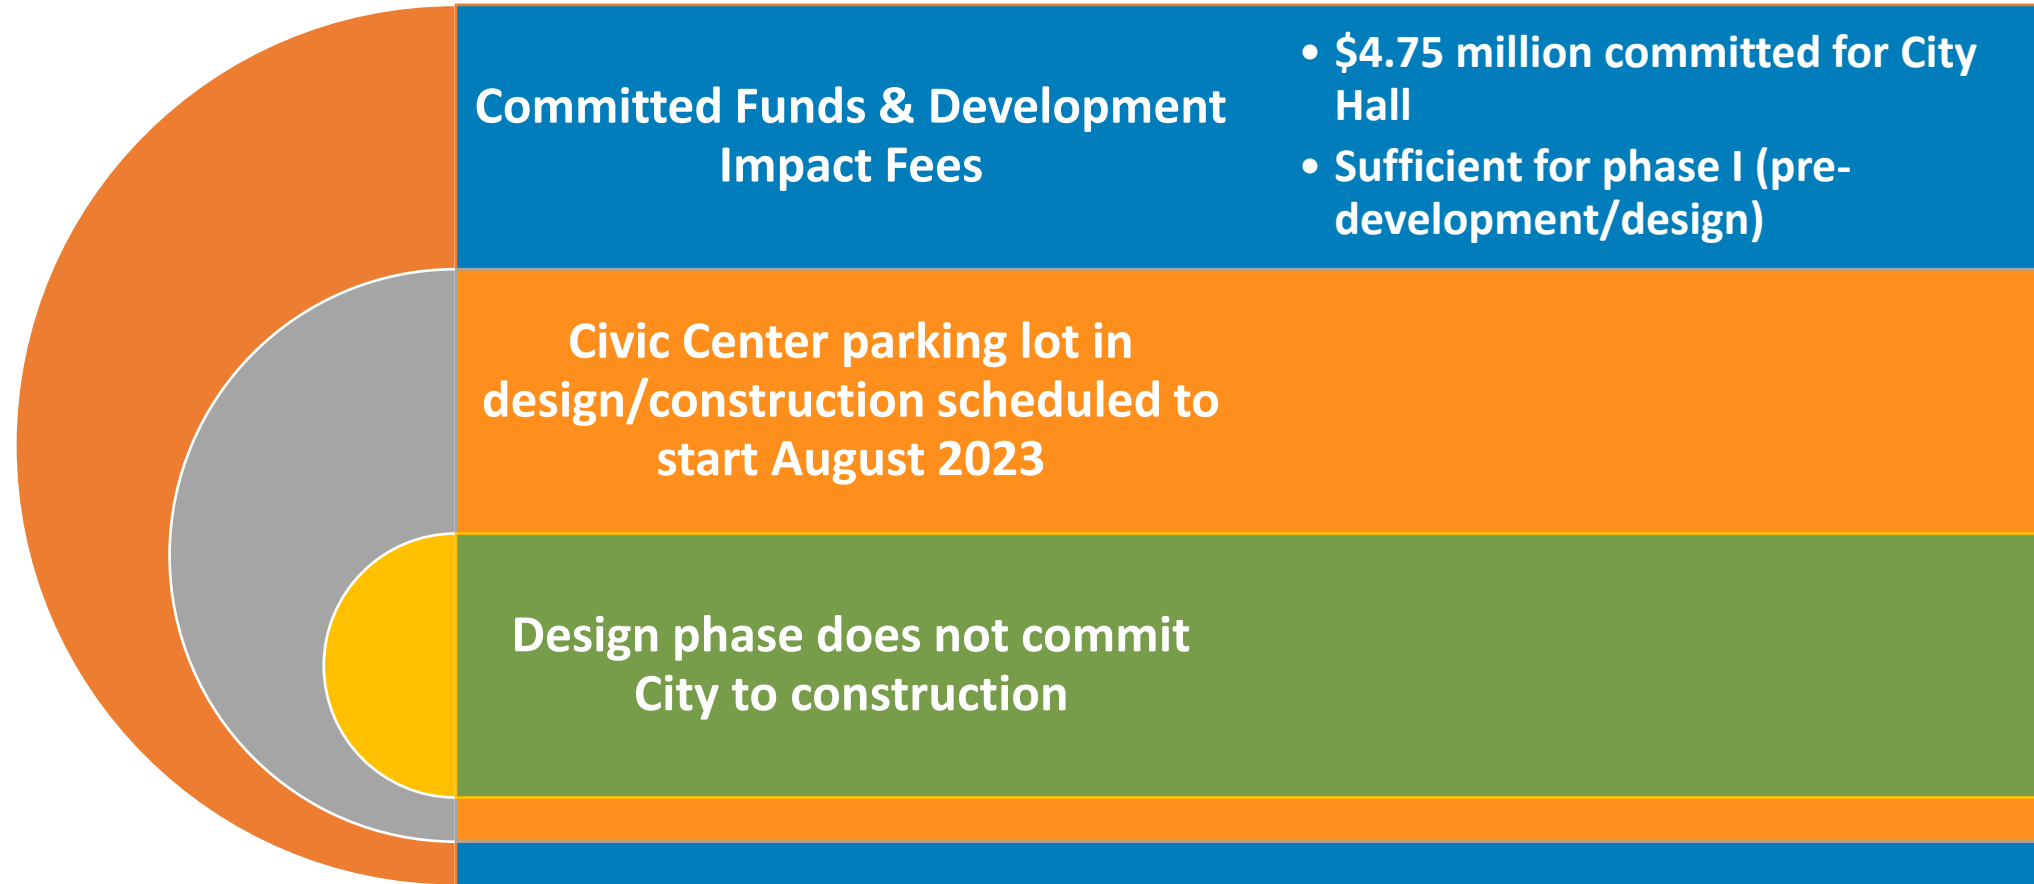 Committed Funds & Development
Impact Fees
• $4.75 million committed for City
Hall
• Sufficient for phase I (pre-
development/design)
Civic Center parking lot in
design/construction scheduled to
start August 2023
Design phase does not commit
City to construction